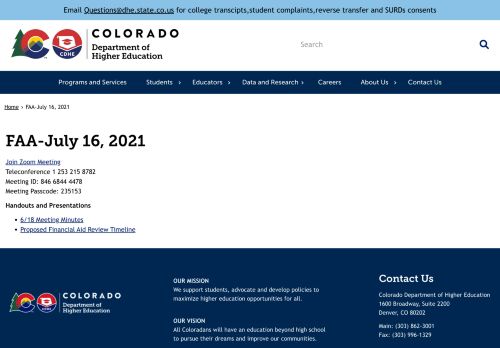 Email Questions@dhe.state.co.us for college transcipts,student complaints,reverse transfer and SURDs consents
CDHE
COLORADO
Department of
Higher Education
Search
Programs and Services
Students
Educators
Data and Research
Careers
About Us
Contact Us
Home › FAA-July 16, 2021
FAA-July 16, 2021
Join Zoom Meeting
Teleconference 1 253 215 8782
Meeting ID: 846 6844 4478
Meeting Passcode: 235153
Handouts and Presentations
6/18 Meeting Minutes
Proposed Financial Aid Review Timeline
CDHE
COLORADO
Department of
Higher Education
OUR MISSION
We support students, advocate and develop policies to
maximize higher education opportunities for all.
OUR VISION
All Coloradans will have an education beyond high school
to pursue their dreams and improve our communities.
Contact Us
Colorado Department of Higher Education
1600 Broadway, Suite 2200
Denver, CO 80202
Main: (303) 862-3001
Fax: (303) 996-1329